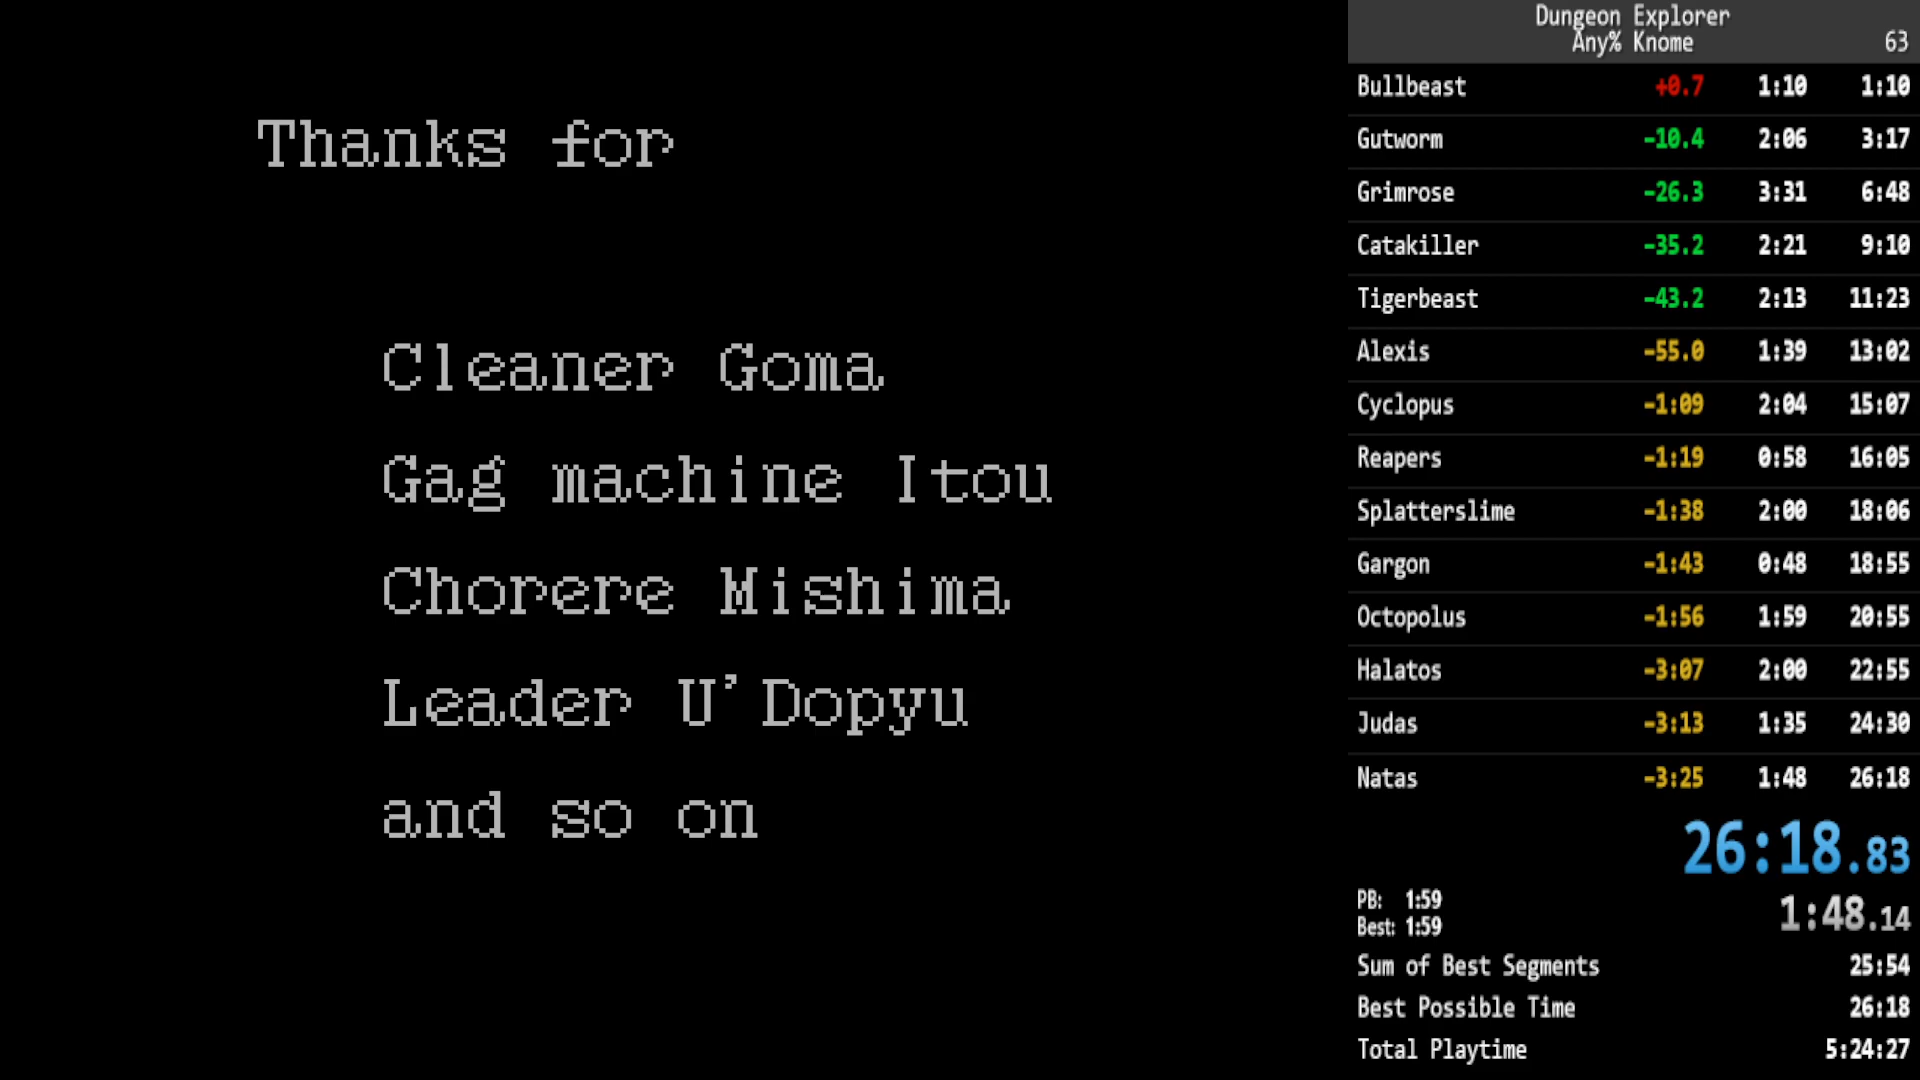 Thanks for
Cleaner Goma
Gag machine Itou
Chorere Mishima
Leader U'Dopyu
and so on
Dungeon Explorer
Any% Knome 63
Bullbeast +0.7 1:10 1:10
Gutworm -10.4 2:06 3:17
Grimrose -26.3 3:31 6:48
Catakiller -35.2 2:21 9:10
Tigerbeast -43.2 2:13 11:23
Alexis -55.0 1:39 13:02
Cyclopus -1:09 2:04 15:07
Reapers -1:19 0:58 16:05
Splatterslime -1:38 2:00 18:06
Gargon -1:43 0:48 18:55
Octopolus -1:56 1:59 20:55
Halatos -3:07 2:00 22:55
Judas -3:13 1:35 24:30
Natas -3:25 1:48 26:18
26:18.83
PB: 1:59
Best: 1:59
1:48.14
Sum of Best Segments 25:54
Best Possible Time 26:18
Total Playtime 5:24:27